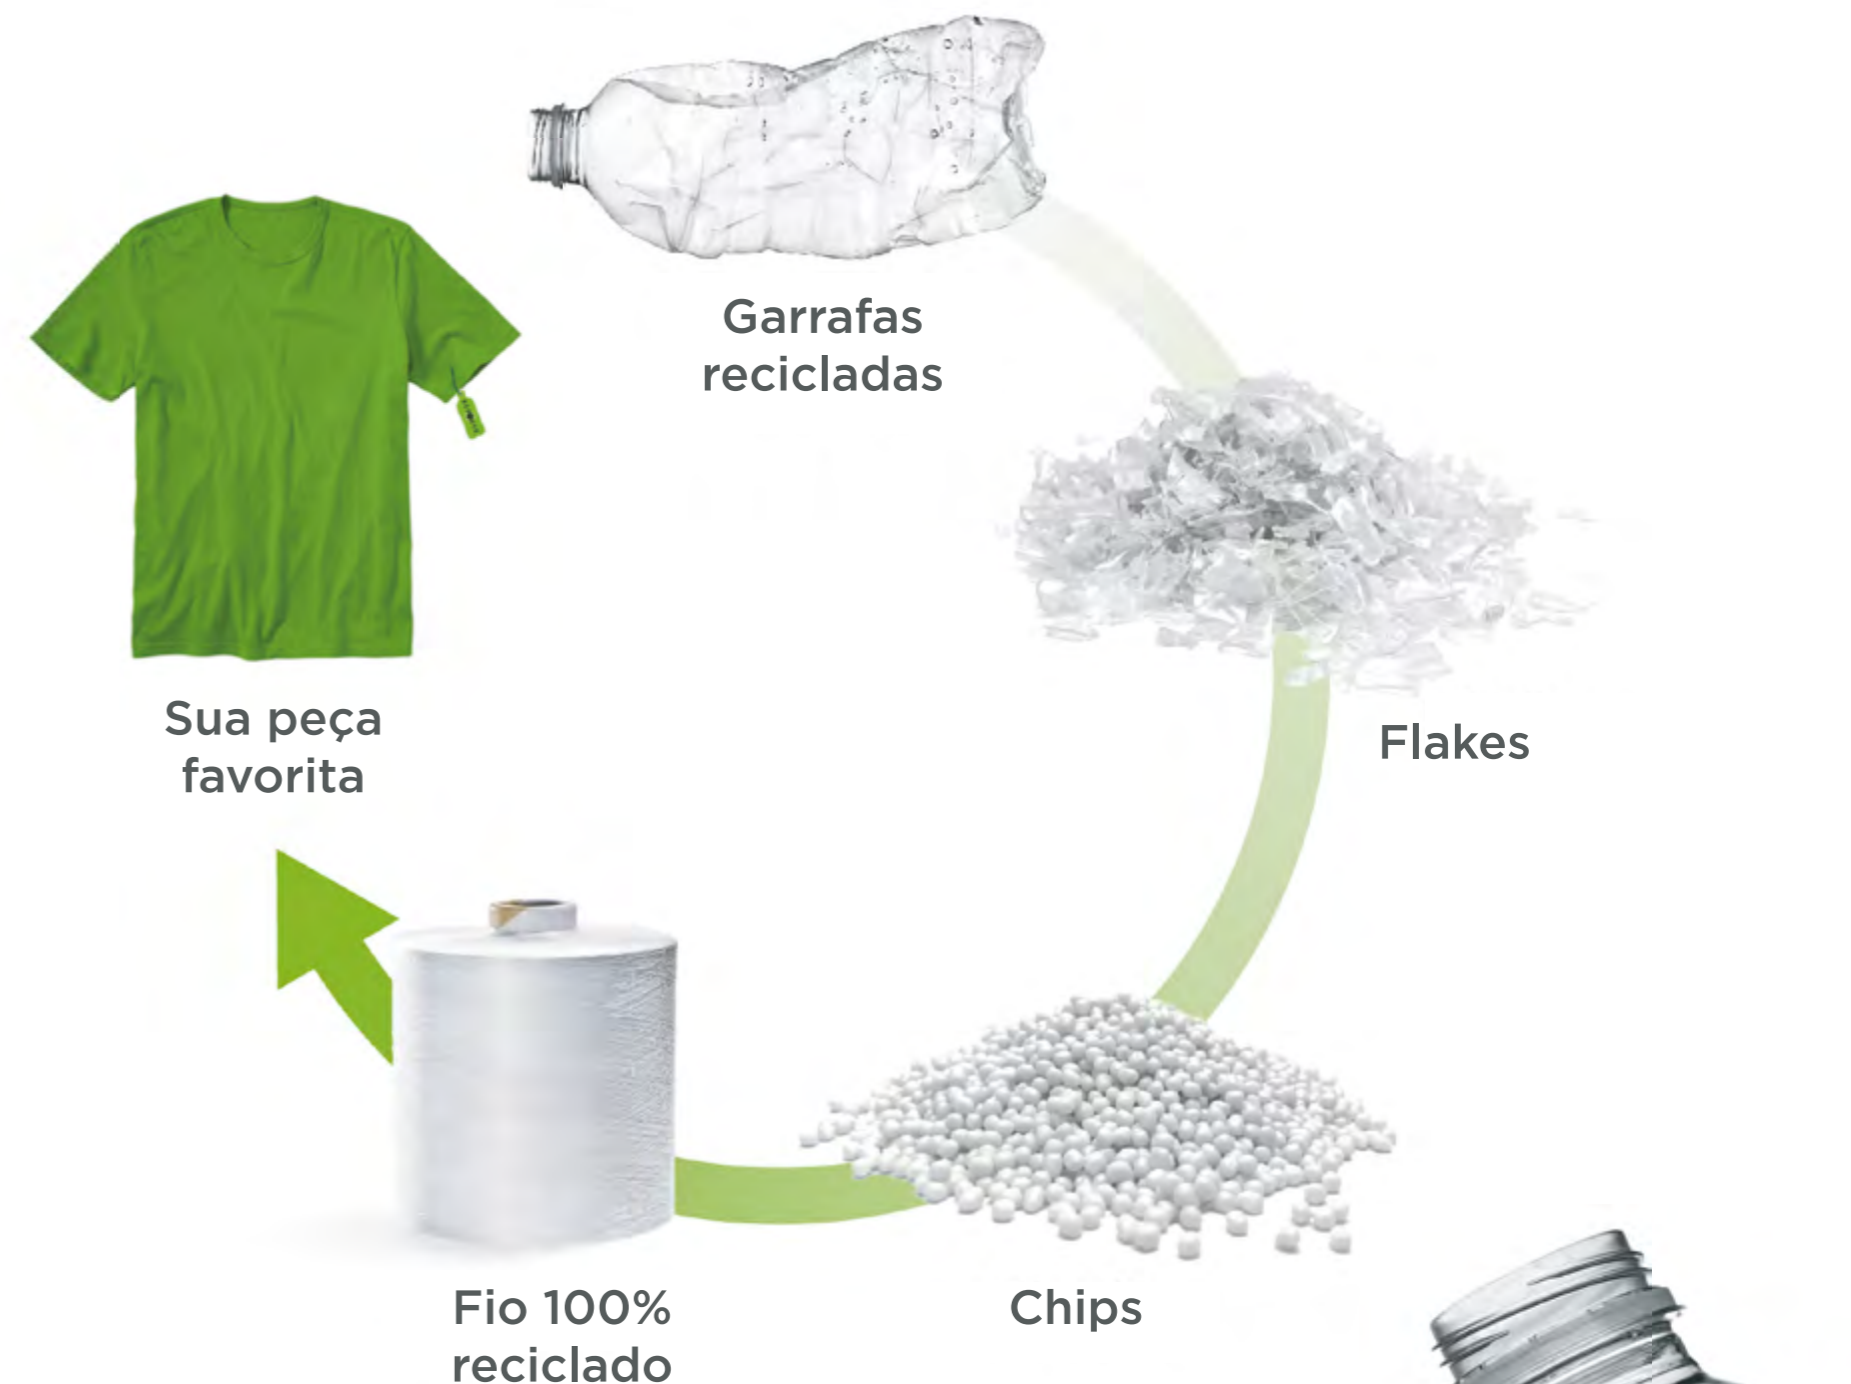 Garrafas
recicladas
Flakes
Chips
Fio 100%
reciclado
Sua peça
favorita